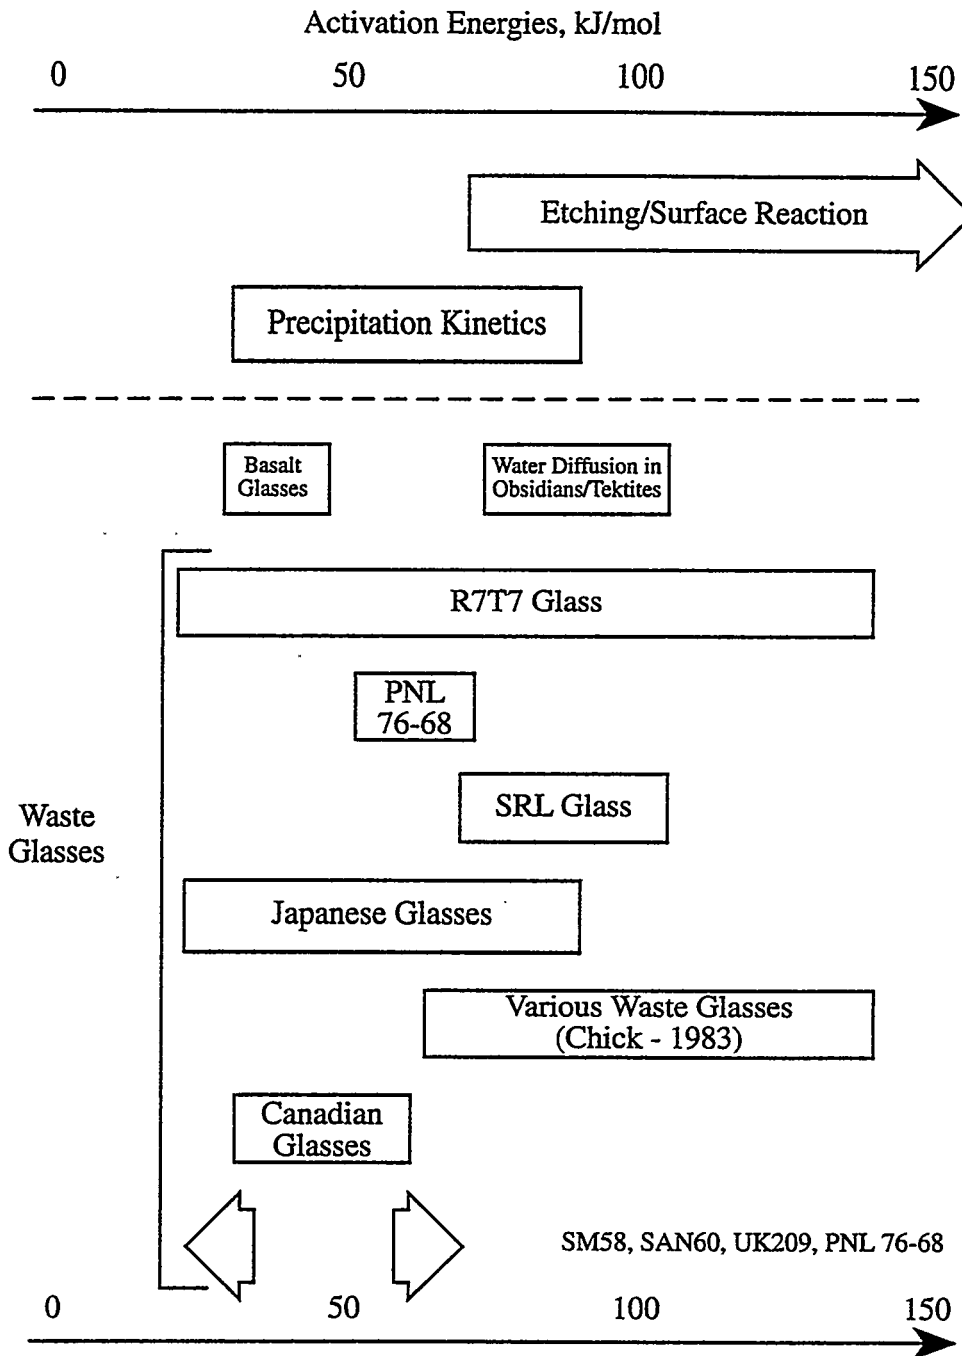 Activation Energies, kJ/mol
0 50 100 150
Etching/Surface Reaction
Precipitation Kinetics
Basalt
Glasses
Water Diffusion in
Obsidians/Tektites
R7T7 Glass
PNL
76-68
SRL Glass
Waste
Glasses
Japanese Glasses
Various Waste Glasses
(Chick - 1983)
Canadian
Glasses
SM58, SAN60, UK209, PNL 76-68
0 50 100 150